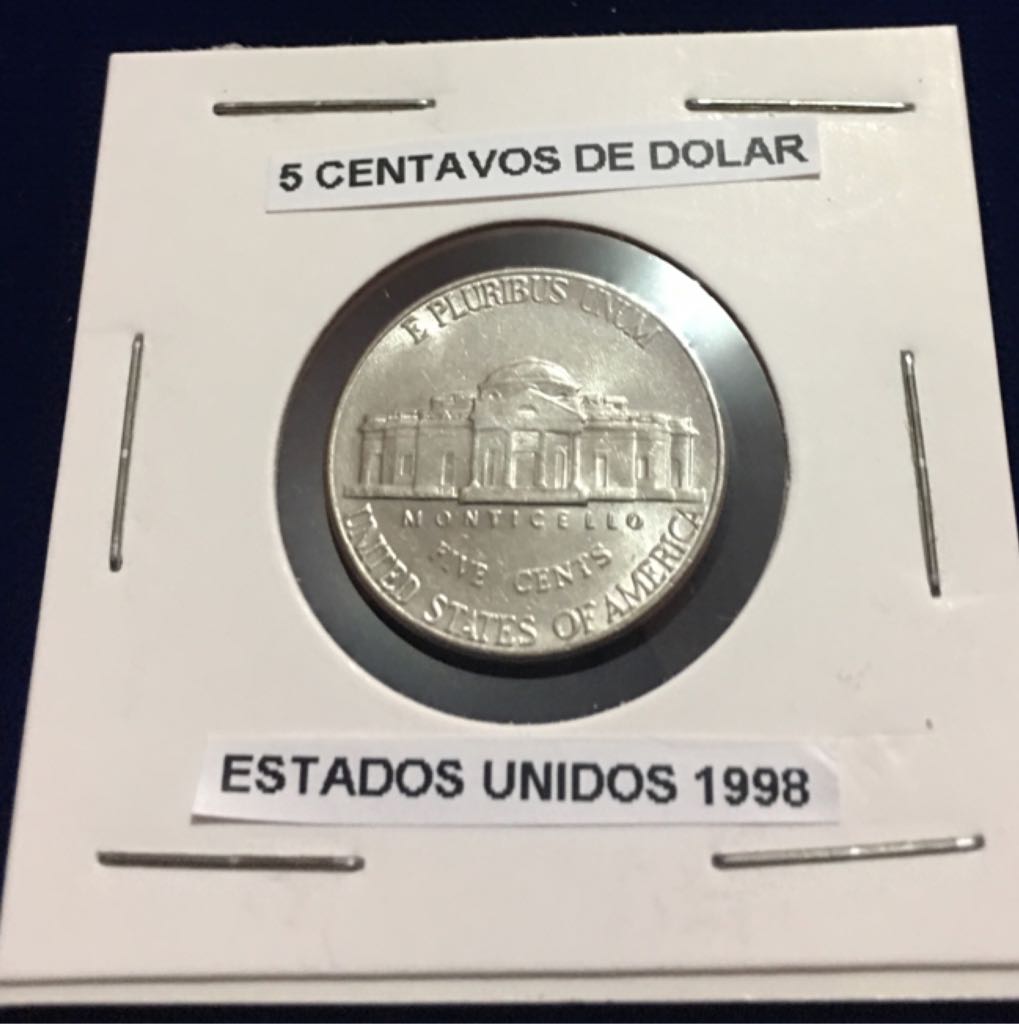 5 CENTAVOS DE DOLAR
E PLURIBUS UNUM
MONTICELLO
FIVE CENTS
UNITED STATES OF AMERICA
ESTADOS UNIDOS 1998